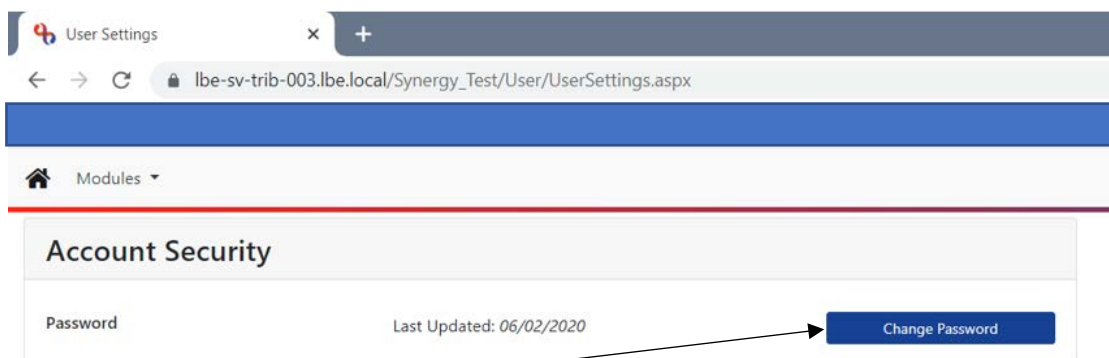 User Settings
lbe-sv-trib-003.lbe.local/Synergy_Test/User/UserSettings.aspx
Modules
Account Security
Password Last Updated: 06/02/2020 Change Password